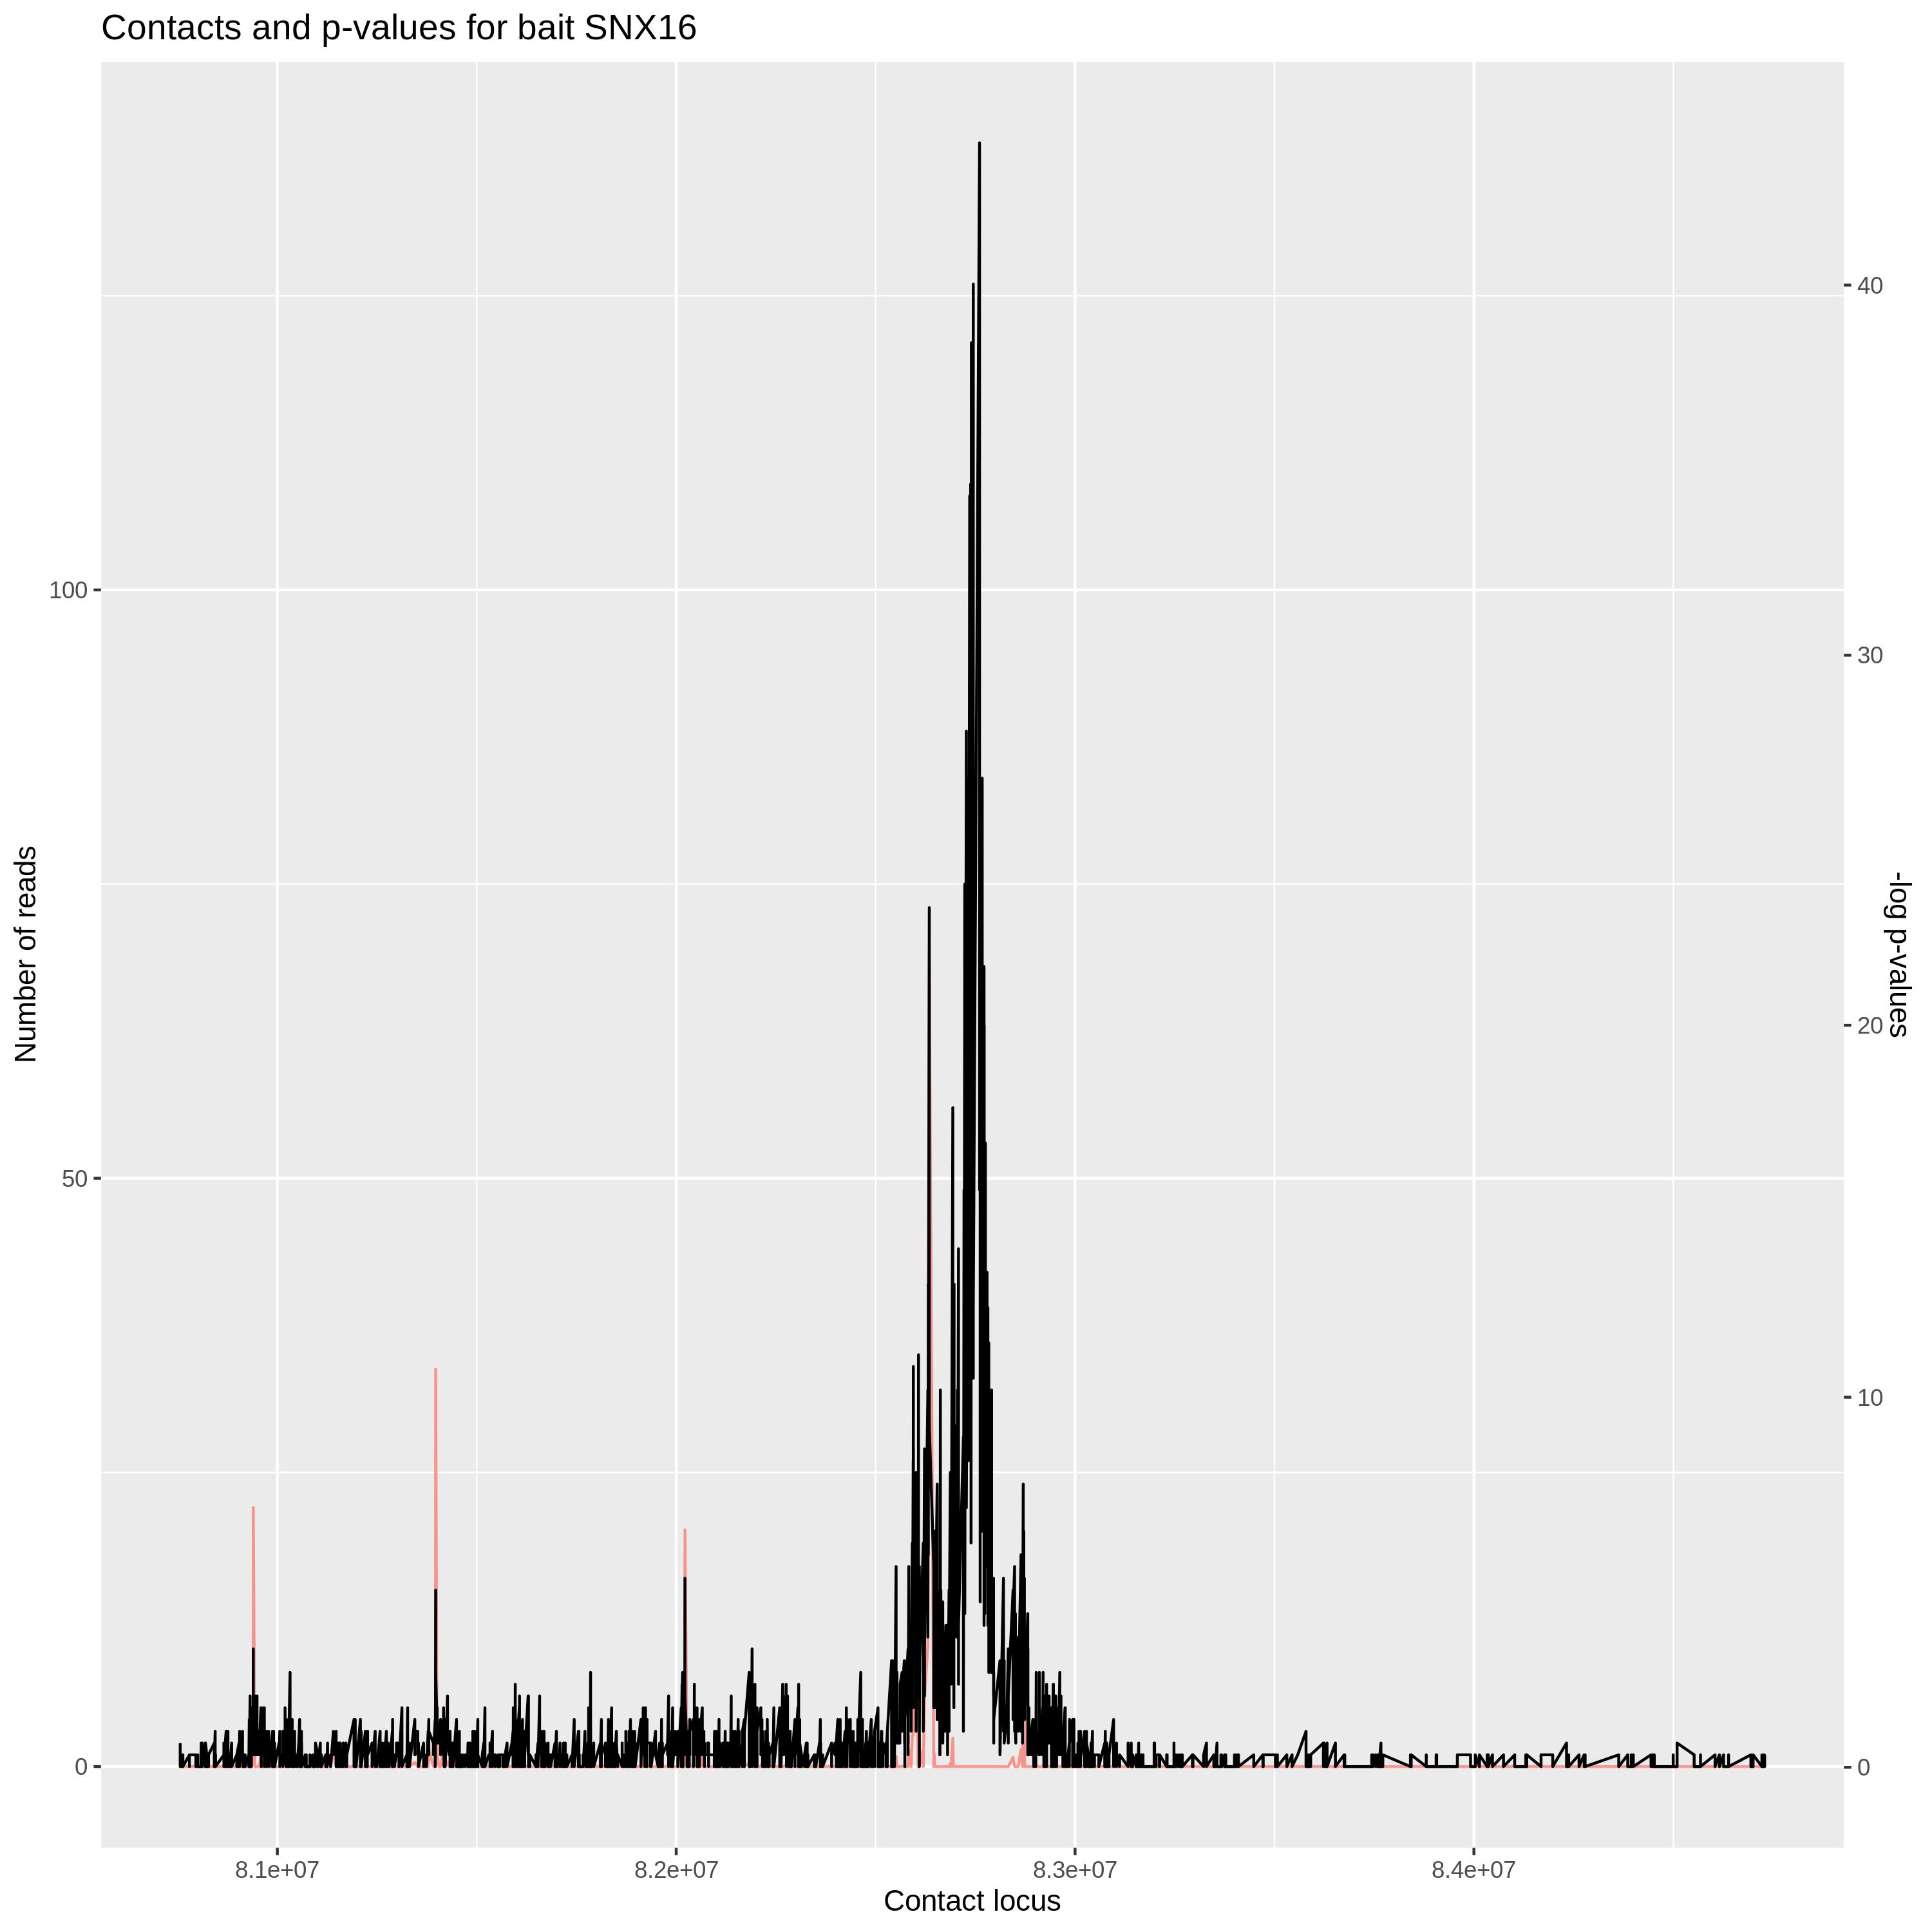 Contacts and p-values for bait SNX16
Number of reads
100
50
0
40
30
20
10
0
-log p-values
8.1e+07
8.2e+07
8.3e+07
8.4e+07
Contact locus